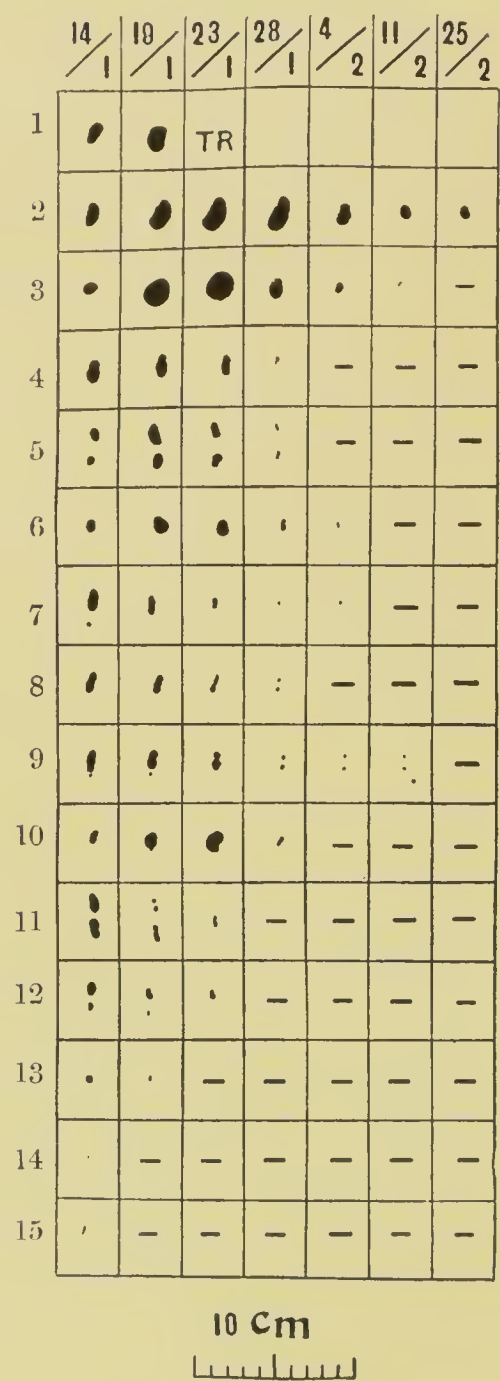 14/1 19/1 23/1 28/1 4/2 11/2 25/2
1 TR
2
3 —
4 — — —
5 — — —
6 — —
7 — —
8 — — —
9 —
10 — — —
11 — — — —
12 — — — —
13 — — — — —
14 — — — — — —
15 — — — — — —
10 Cm